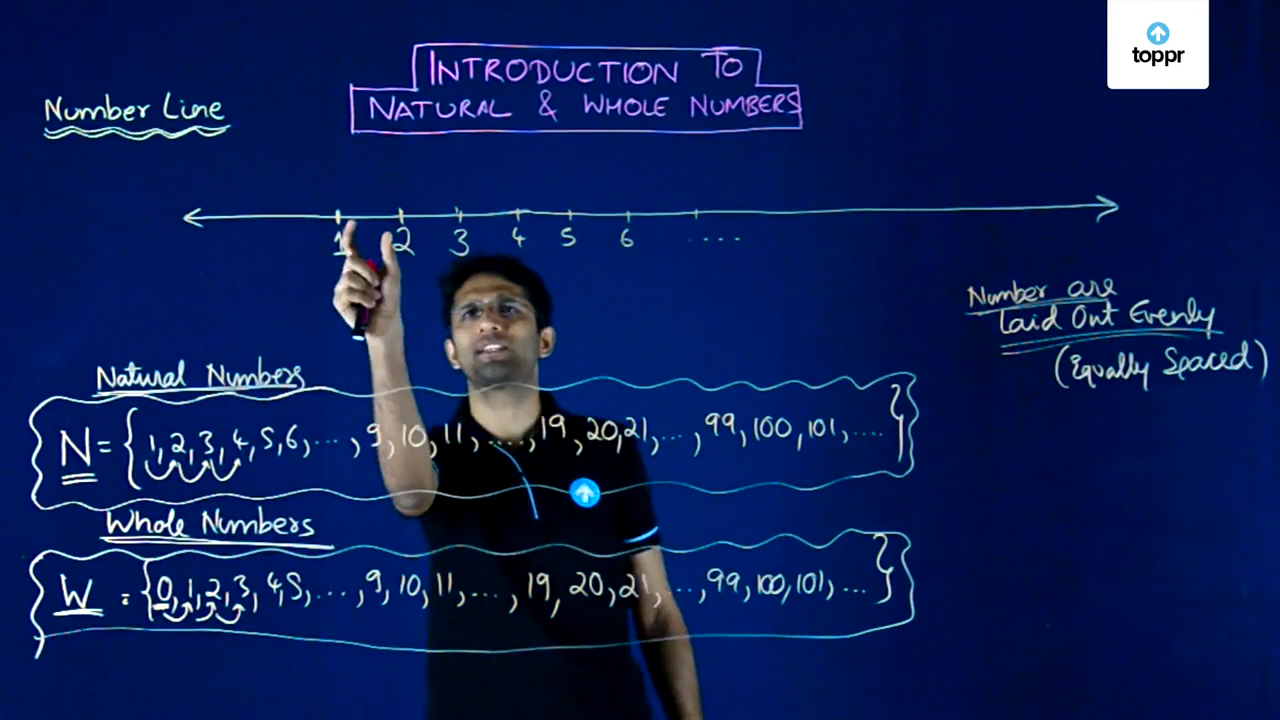 toppr
INTRODUCTION TO
NATURAL & WHOLE NUMBERS
Number Line
1 2 3 4 5 6 ....
Number are
Laid Out Evenly
(Equally Spaced)
Natural Numbers
N = { 1, 2, 3, 4, 5, 6, ... , 9, 10, 11, ...., 19, 20, 21, ... , 99, 100, 101, .... }
Whole Numbers
W = { 0, 1, 2, 3, 4, 5, ... , 9, 10, 11, ... , 19, 20, 21, ... , 99, 100, 101, ... }